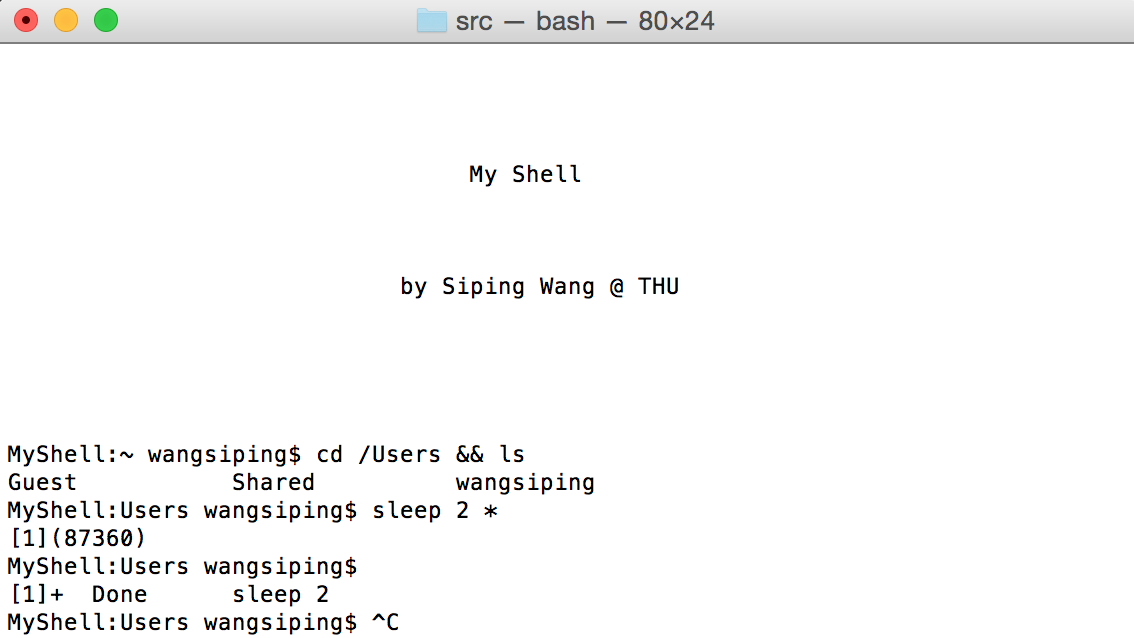 src — bash — 80×24
My Shell
by Siping Wang @ THU
MyShell:~ wangsiping$ cd /Users && ls
Guest           Shared          wangsiping
MyShell:Users wangsiping$ sleep 2 *
[1](87360)
MyShell:Users wangsiping$
[1]+  Done      sleep 2
MyShell:Users wangsiping$ ^C